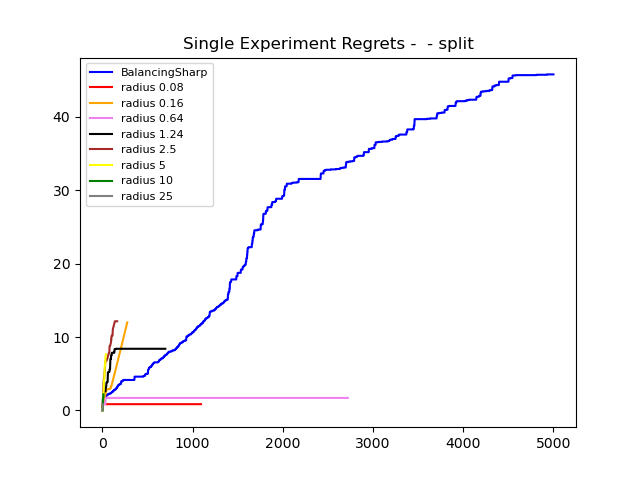 Single Experiment Regrets -  - split
BalancingSharp
radius 0.08
radius 0.16
radius 0.64
radius 1.24
radius 2.5
radius 5
radius 10
radius 25
40
30
20
10
0
0 1000 2000 3000 4000 5000